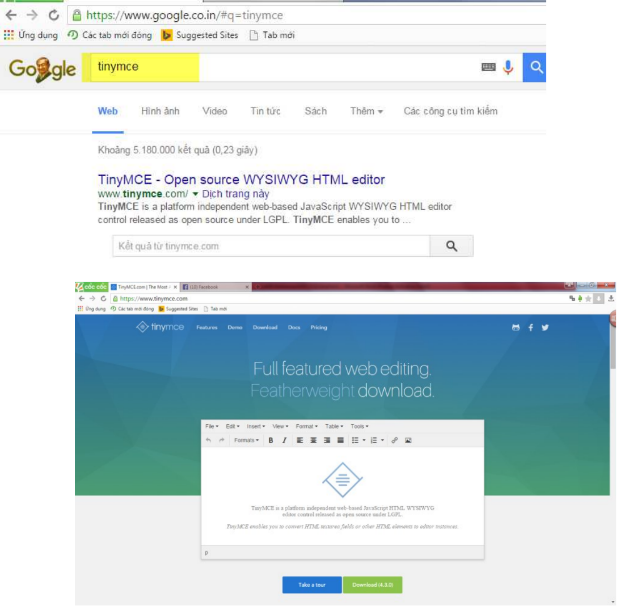 https://www.google.co.in/#q=tinymce
Ứng dụng Các tab mới đóng Suggested Sites Tab mới
Google tinymce
Web Hình ảnh Video Tin tức Sách Thêm Các công cụ tìm kiếm
Khoảng 5.180.000 kết quả (0,23 giây)
TinyMCE - Open source WYSIWYG HTML editor
www.tinymce.com/ Dịch trang này
TinyMCE is a platform independent web-based JavaScript WYSIWYG HTML editor
control released as open source under LGPL. TinyMCE enables you to ...
Kết quả từ tinymce.com
cốc cốc TinyMCE.com | The Most Facebook
https://www.tinymce.com
Ứng dụng Các tab mới đóng Suggested Sites Tab mới
tinymce Features Demo Download Docs Pricing
Full featured web editing.
Featherweight download.
File Edit Insert View Format Table Tools
Formats B I
TinyMCE is a platform independent web-based JavaScript HTML WYSIWYG
editor control released as open source under LGPL.
TinyMCE enables you to convert HTML textarea fields or other HTML elements to editor instances.
p
Take a tour Download (4.3.2)